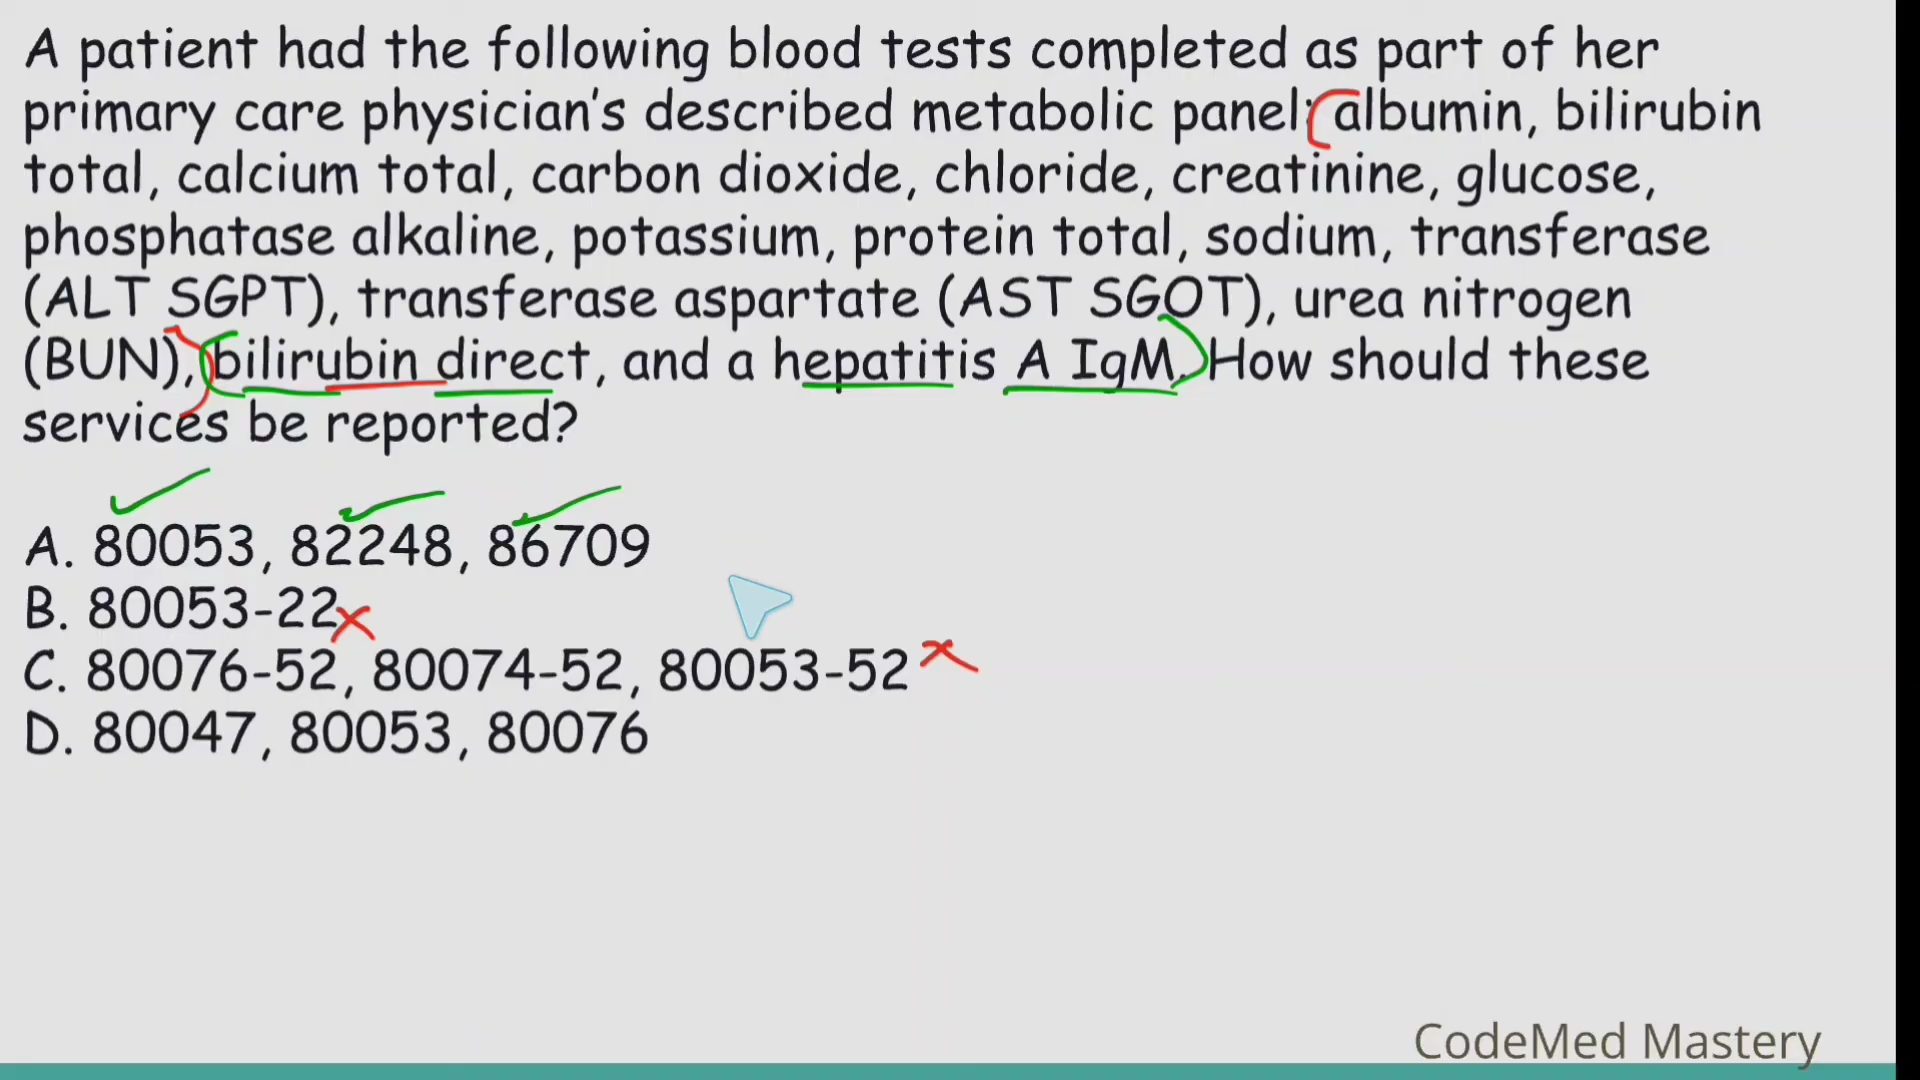 A patient had the following blood tests completed as part of her
primary care physician's described metabolic panel: albumin, bilirubin
total, calcium total, carbon dioxide, chloride, creatinine, glucose,
phosphatase alkaline, potassium, protein total, sodium, transferase
(ALT SGPT), transferase aspartate (AST SGOT), urea nitrogen
(BUN), bilirubin direct, and a hepatitis A IgM. How should these
services be reported?
A. 80053, 82248, 86709
B. 80053-22
C. 80076-52, 80074-52, 80053-52
D. 80047, 80053, 80076
CodeMed Mastery